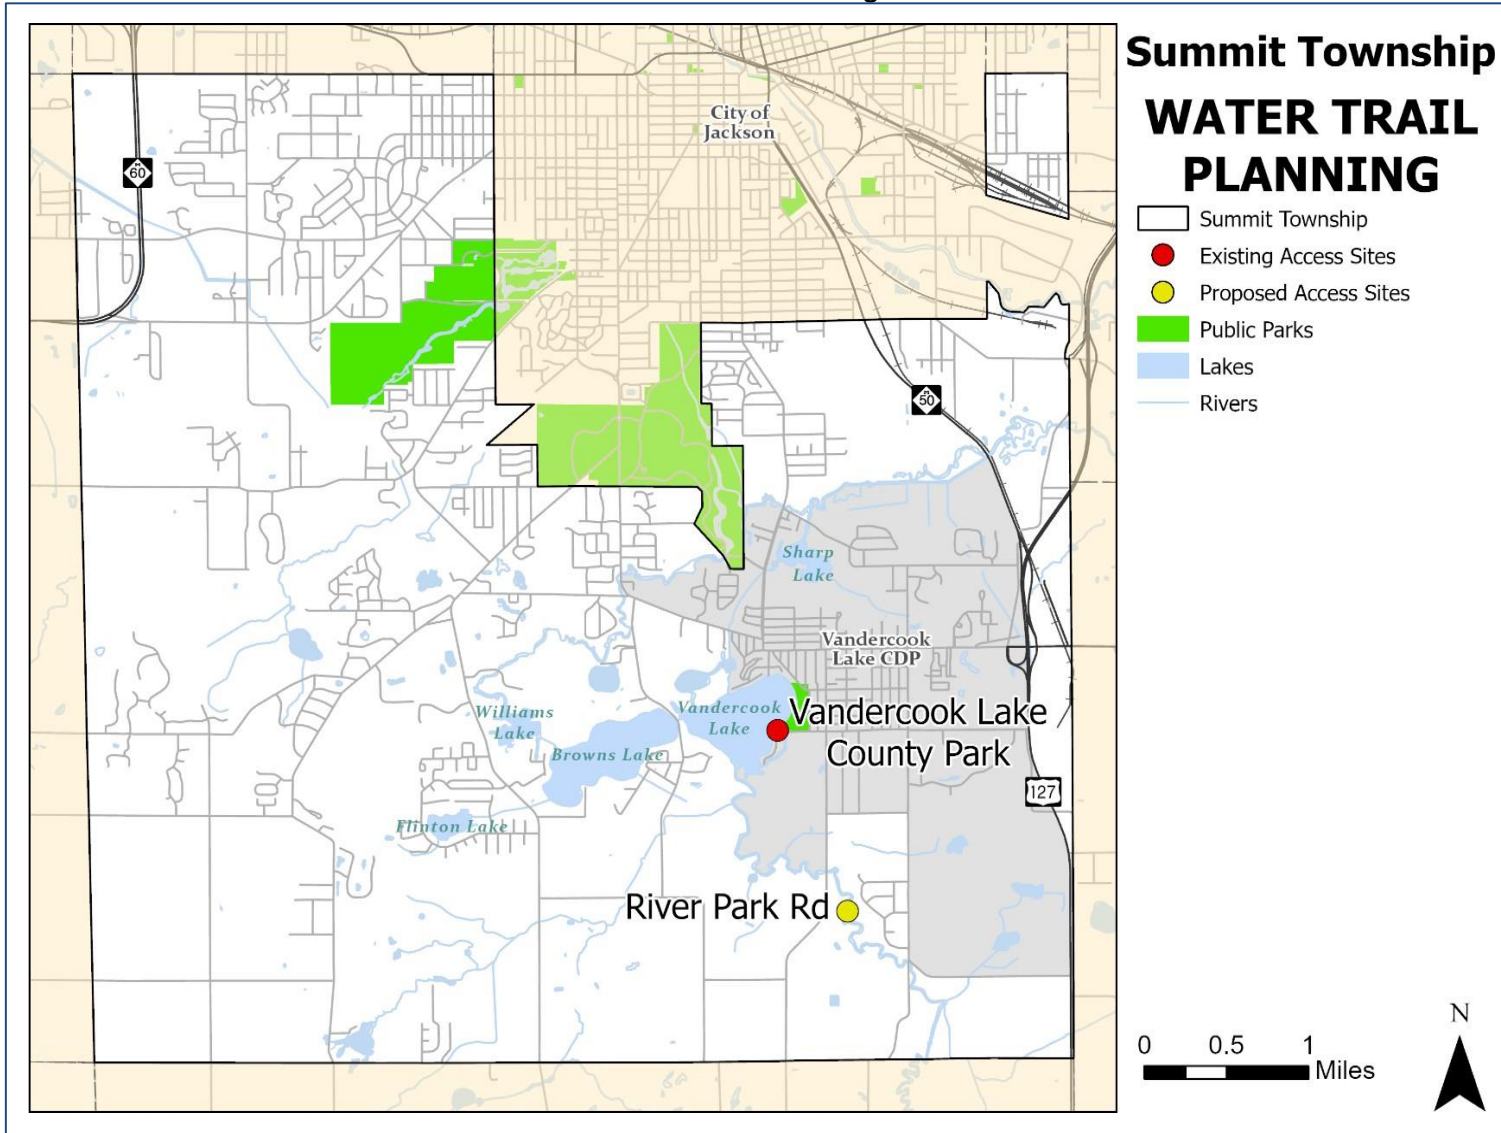 Summit Township
WATER TRAIL
PLANNING
Summit Township
Existing Access Sites
Proposed Access Sites
Public Parks
Lakes
Rivers
City of
Jackson
M
60
M
50
Sharp
Lake
Vandercook
Lake CDP
Williams
Lake
Vandercook
Lake
Browns Lake
Vandercook Lake
County Park
127
Flinton Lake
River Park Rd
N
0 0.5 1
Miles